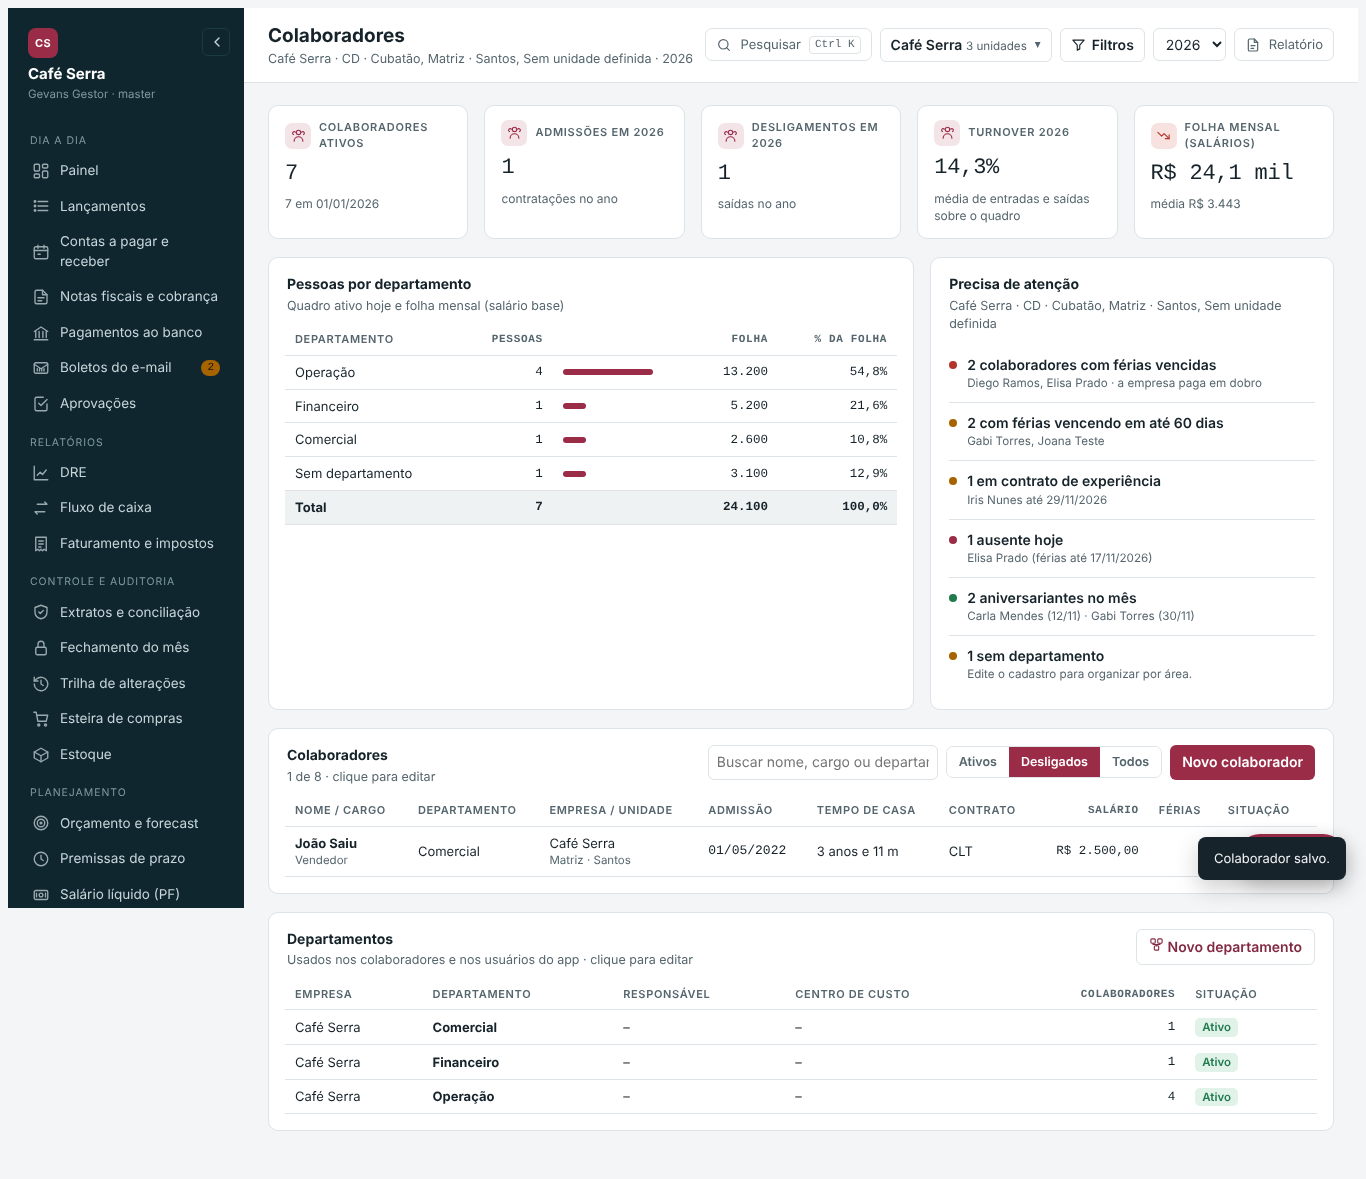 CS
Café Serra
Gevans Gestor · master
DIA A DIA
Painel
Lançamentos
Contas a pagar e
receber
Notas fiscais e cobrança
Pagamentos ao banco
Boletos do e-mail 2
Aprovações
RELATÓRIOS
DRE
Fluxo de caixa
Faturamento e impostos
CONTROLE E AUDITORIA
Extratos e conciliação
Fechamento do mês
Trilha de alterações
Esteira de compras
Estoque
PLANEJAMENTO
Orçamento e forecast
Premissas de prazo
Salário líquido (PF)
Colaboradores
Café Serra · CD · Cubatão, Matriz · Santos, Sem unidade definida · 2026
Pesquisar Ctrl K
Café Serra 3 unidades ▾
Filtros
2026
Relatório
COLABORADORES
ATIVOS
7
7 em 01/01/2026
ADMISSÕES EM 2026
1
contratações no ano
DESLIGAMENTOS EM
2026
1
saídas no ano
TURNOVER 2026
14,3%
média de entradas e saídas
sobre o quadro
FOLHA MENSAL
(SALÁRIOS)
R$ 24,1 mil
média R$ 3.443
Pessoas por departamento
Quadro ativo hoje e folha mensal (salário base)
DEPARTAMENTO PESSOAS FOLHA % DA FOLHA
Operação 4 13.200 54,8%
Financeiro 1 5.200 21,6%
Comercial 1 2.600 10,8%
Sem departamento 1 3.100 12,9%
Total 7 24.100 100,0%
Precisa de atenção
Café Serra · CD · Cubatão, Matriz · Santos, Sem unidade
definida
2 colaboradores com férias vencidas
Diego Ramos, Elisa Prado · a empresa paga em dobro
2 com férias vencendo em até 60 dias
Gabi Torres, Joana Teste
1 em contrato de experiência
Iris Nunes até 29/11/2026
1 ausente hoje
Elisa Prado (férias até 17/11/2026)
2 aniversariantes no mês
Carla Mendes (12/11) · Gabi Torres (30/11)
1 sem departamento
Edite o cadastro para organizar por área.
Colaboradores
1 de 8 · clique para editar
Buscar nome, cargo ou departar
Ativos Desligados Todos
Novo colaborador
NOME / CARGO DEPARTAMENTO EMPRESA / UNIDADE ADMISSÃO TEMPO DE CASA CONTRATO SALÁRIO FÉRIAS SITUAÇÃO
João Saiu
Vendedor
Comercial
Café Serra
Matriz · Santos
01/05/2022 3 anos e 11 m CLT R$ 2.500,00
Colaborador salvo.
Departamentos
Usados nos colaboradores e nos usuários do app · clique para editar
Novo departamento
EMPRESA DEPARTAMENTO RESPONSÁVEL CENTRO DE CUSTO COLABORADORES SITUAÇÃO
Café Serra Comercial – – 1 Ativo
Café Serra Financeiro – – 1 Ativo
Café Serra Operação – – 4 Ativo